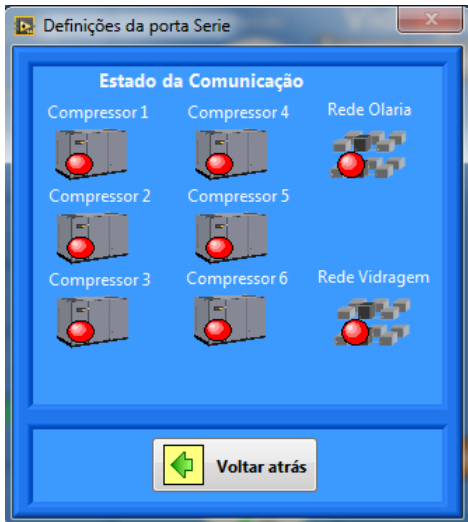 Definições da porta Serie
Estado da Comunicação
Compressor 1 Compressor 4 Rede Olaria
Compressor 2 Compressor 5
Compressor 3 Compressor 6 Rede Vidragem
Voltar atrás